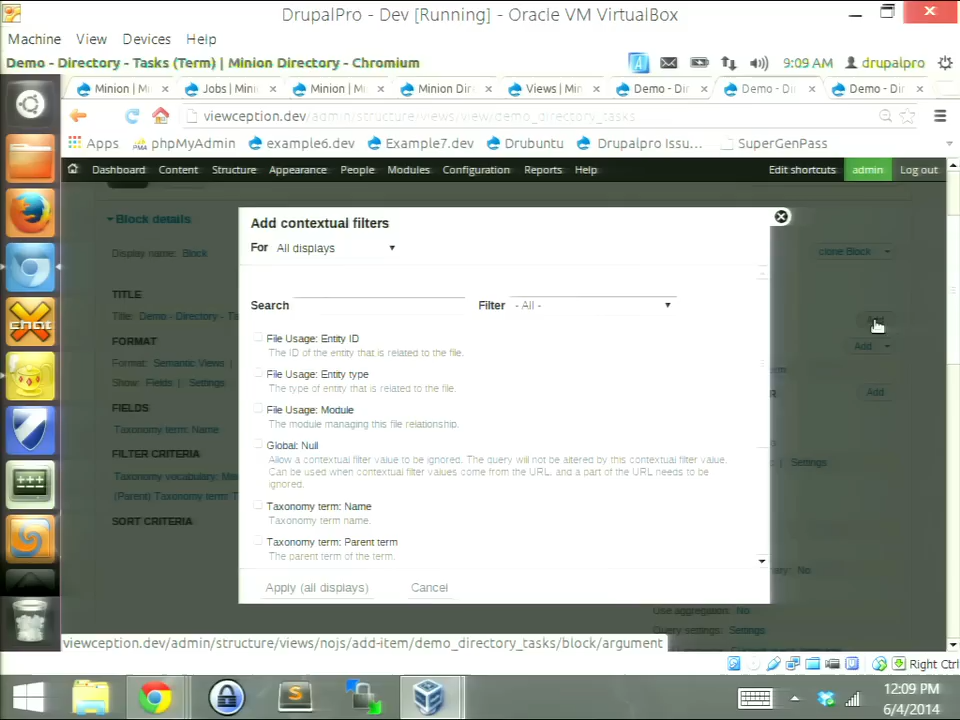 DrupalPro - Dev [Running] - Oracle VM VirtualBox
Machine View Devices Help
Demo - Directory - Tasks (Term) | Minion Directory - Chromium
9:09 AM drupalpro
Minion | M Jobs | Mini Minion | M Minion Dir Views | Min Demo - Dir Demo - Di Demo - Dir
viewception.dev/admin/structure/views/view/demo_directory_tasks
Apps phpMyAdmin example6.dev Example7.dev Drubuntu Drupalpro Issu... SuperGenPass
Dashboard Content Structure Appearance People Modules Configuration Reports Help Edit shortcuts admin Log out
Block details
Display name: Block
clone Block
TITLE
Title: Demo - Directory - Ta
FORMAT
Format: Semantic Views |
Show: Fields | Settings
FIELDS
Taxonomy term: Name
FILTER CRITERIA
Taxonomy vocabulary:
(Parent) Taxonomy term:
SORT CRITERIA
Add contextual filters
For All displays
Search Filter - All -
File Usage: Entity ID
The ID of the entity that is related to the file.
File Usage: Entity type
The type of entity that is related to the file.
File Usage: Module
The module managing this file relationship.
Global: Null
Allow a contextual filter value to be ignored. The query will not be altered by this contextual filter value.
Can be used when contextual filter values come from the URL, and a part of the URL needs to be
ignored.
Taxonomy term: Name
Taxonomy term name.
Taxonomy term: Parent term
The parent term of the term.
Apply (all displays) Cancel
Add
Add
| Settings
No
Use aggregation: No
Query settings: Settings
viewception.dev/admin/structure/views/nojs/add-item/demo_directory_tasks/block/argument
Right Ctrl
12:09 PM
6/4/2014